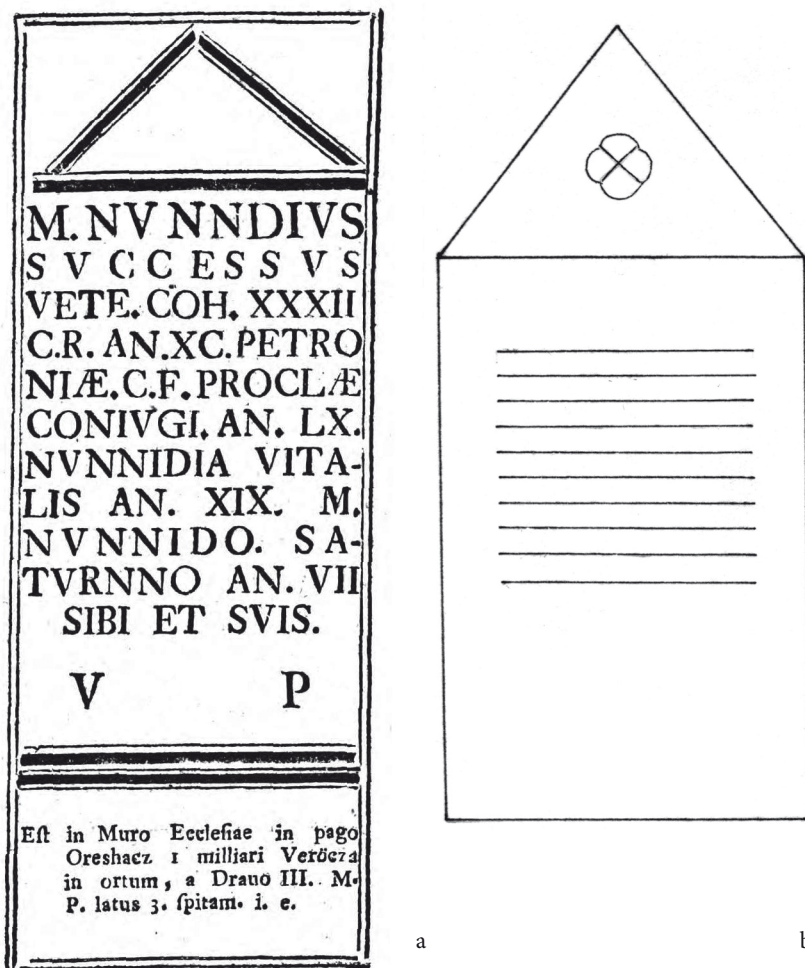 M. NV NNDIVS
S V C C E S S V S
VETE. COH. XXXII
C.R. AN.XC.PETRO
NIÆ.C.F.PROCLÆ
CONIVGI. AN. LX.
NVNNIDIA VITA-
LIS AN. XIX. M.
NVNNIDO. SA-
TVRNNO AN. VII
SIBI ET SVIS.
V P
Eſt in Muro Eccleſiae in pago
Oreshacz 1 milliari Veröcza
in ortum, a Drauo III. M.
P. latus 3. ſpitam. i. e.
a b